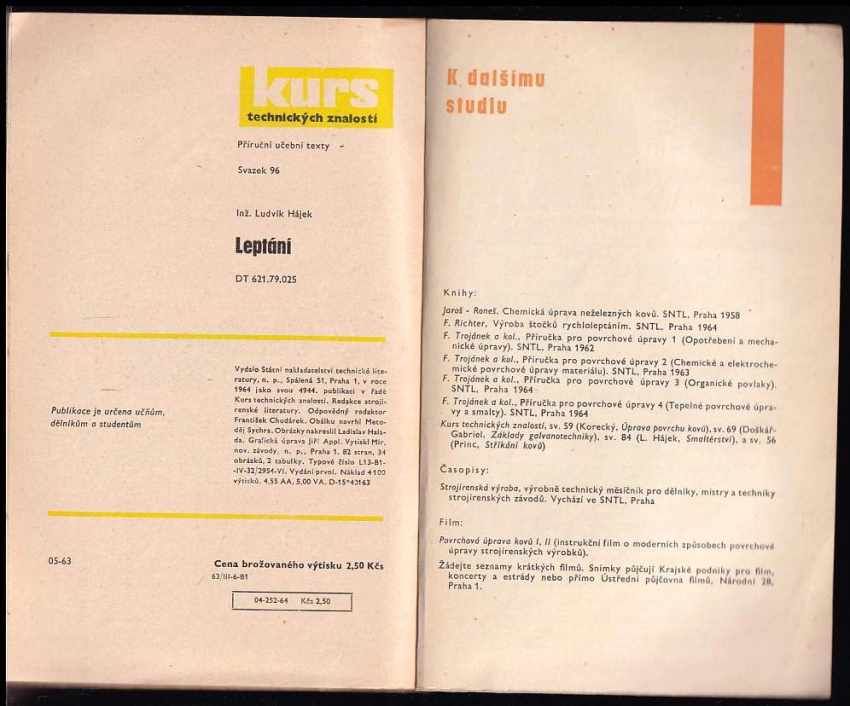 kurs
technických znalostí
Příruční učební texty
Svazek 96
Inž. Ludvík Hájek
Leptání
DT 621.79.025
Publikace je určena učňům,
dělníkům a studentům
Vydalo Státní nakladatelství technické lite-
ratury, n. p., Spálená 51, Praha 1, v roce
1964 jako svou 4944. publikaci v řadě
Kurs technických znalostí. Redakce stroji-
renské literatury. Odpovědný redaktor
František Chudárek. Obálku navrhl Meto-
děj Sychra. Obrázky nakreslil Ladislav Hals-
da. Grafická úprava Jiří Appl. Vytiskl Mír,
nov. závody, n. p., Praha 1. 82 stran, 34
obrázků, 2 tabulky. Typové číslo L13-B1-
-IV-32/2954-VI. Vydání první. Náklad 4100
výtisků. 4,55 AA, 5,00 VA. D-15*40163
05-63
Cena brožovaného výtisku 2,50 Kčs
63/III-6-B1
04-252-64 Kčs 2,50
K dalšímu
studiu
Knihy:
Jaroš - Roneš. Chemická úprava neželezných kovů. SNTL, Praha 1958
F. Richter, Výroba štočků rychloleptáním. SNTL, Praha 1964
F. Trojánek a kol., Příručka pro povrchové úpravy 1 (Opotřebení a mecha-
nické úpravy). SNTL, Praha 1962
F. Trojánek a kol., Příručka pro povrchové úpravy 2 (Chemické a elektroche-
mické povrchové úpravy materiálu). SNTL, Praha 1963
F. Trojánek a kol., Příručka pro povrchové úpravy 3 (Organické povlaky).
SNTL, Praha 1964
F. Trojánek a kol., Příručka pro povrchové úpravy 4 (Tepelné povrchové úpra-
vy a smalty). SNTL, Praha 1964
Kurs technických znalostí, sv. 59 (Korecký, Úprava povrchu kovů), sv. 69 (Doškář-
Gabriel, Základy galvanotechniky), sv. 84 (L. Hájek, Smaltérství), a sv. 56
(Princ, Stříkání kovů)
Časopisy:
Strojírenská výroba, výrobně technický měsíčník pro dělníky, mistry a techniky
strojírenských závodů. Vychází ve SNTL, Praha
Film:
Povrchová úprava kovů I, II (instrukční film o moderních způsobech povrchové
úpravy strojírenských výrobků).
Žádejte seznamy krátkých filmů. Snímky půjčují Krajské podniky pro film,
koncerty a estrády nebo přímo Ústřední půjčovna filmů, Národní 28,
Praha 1.